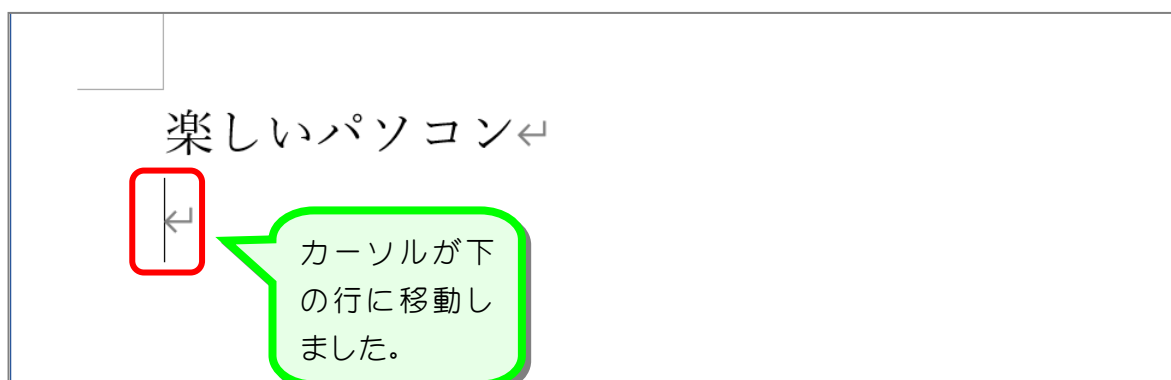 楽しいパソコン↵
↵
カーソルが下
の行に移動し
ました。